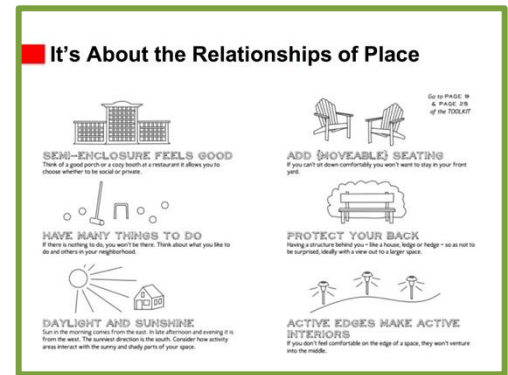 It's About the Relationships of Place
Go to PAGE 9
& PAGE 25
of the TOOLKIT
SEMI-ENCLOSURE FEELS GOOD
Think of a good porch or a cozy booth at a restaurant it allows you to
choose whether to be social or private.
ADD {MOVEABLE} SEATING
If you can't sit down comfortably you won't want to stay in your front
yard.
HAVE MANY THINGS TO DO
If there is nothing to do, you won't be there. Think about what you like to
do and others in your neighborhood.
PROTECT YOUR BACK
Having a structure behind you – like a house, ledge or hedge – so as not to
be surprised, ideally with a view out to a larger space.
DAYLIGHT AND SUNSHINE
Sun in the morning comes from the east. In late afternoon and evening it is
from the west. The sunniest direction is the south. Consider how activity
areas interact with the sunny and shady parts of your space.
ACTIVE EDGES MAKE ACTIVE
INTERIORS
If you don't feel comfortable on the edge of a space, they won't venture
into the middle.